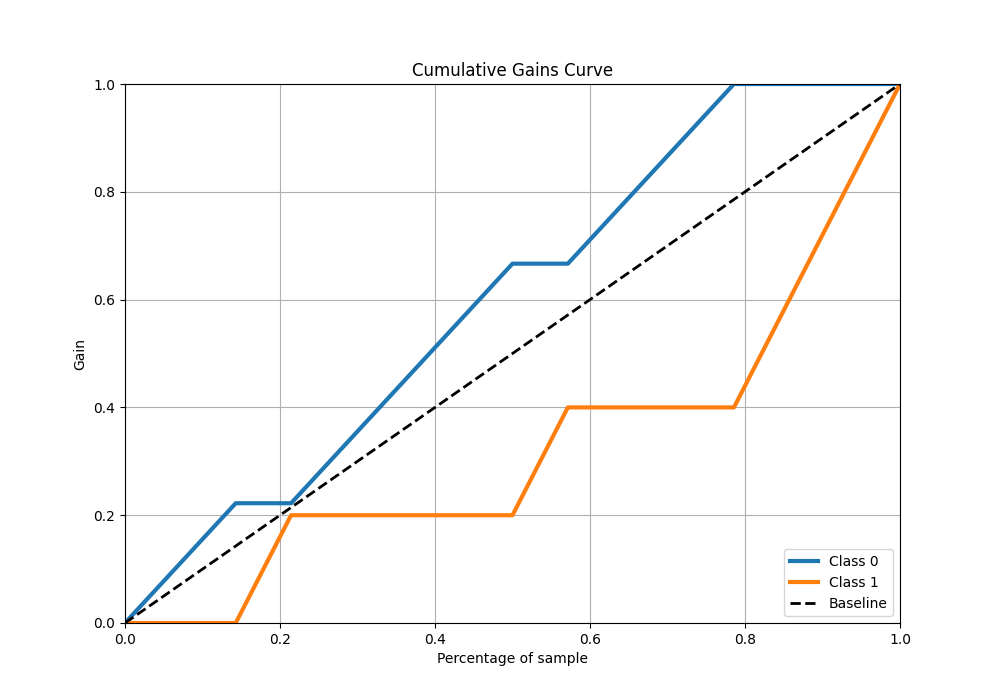 Cumulative Gains Curve
1.0
0.8
0.6
0.4
0.2
0.0
Gain
0.0 0.2 0.4 0.6 0.8 1.0
Percentage of sample
Class 0
Class 1
Baseline